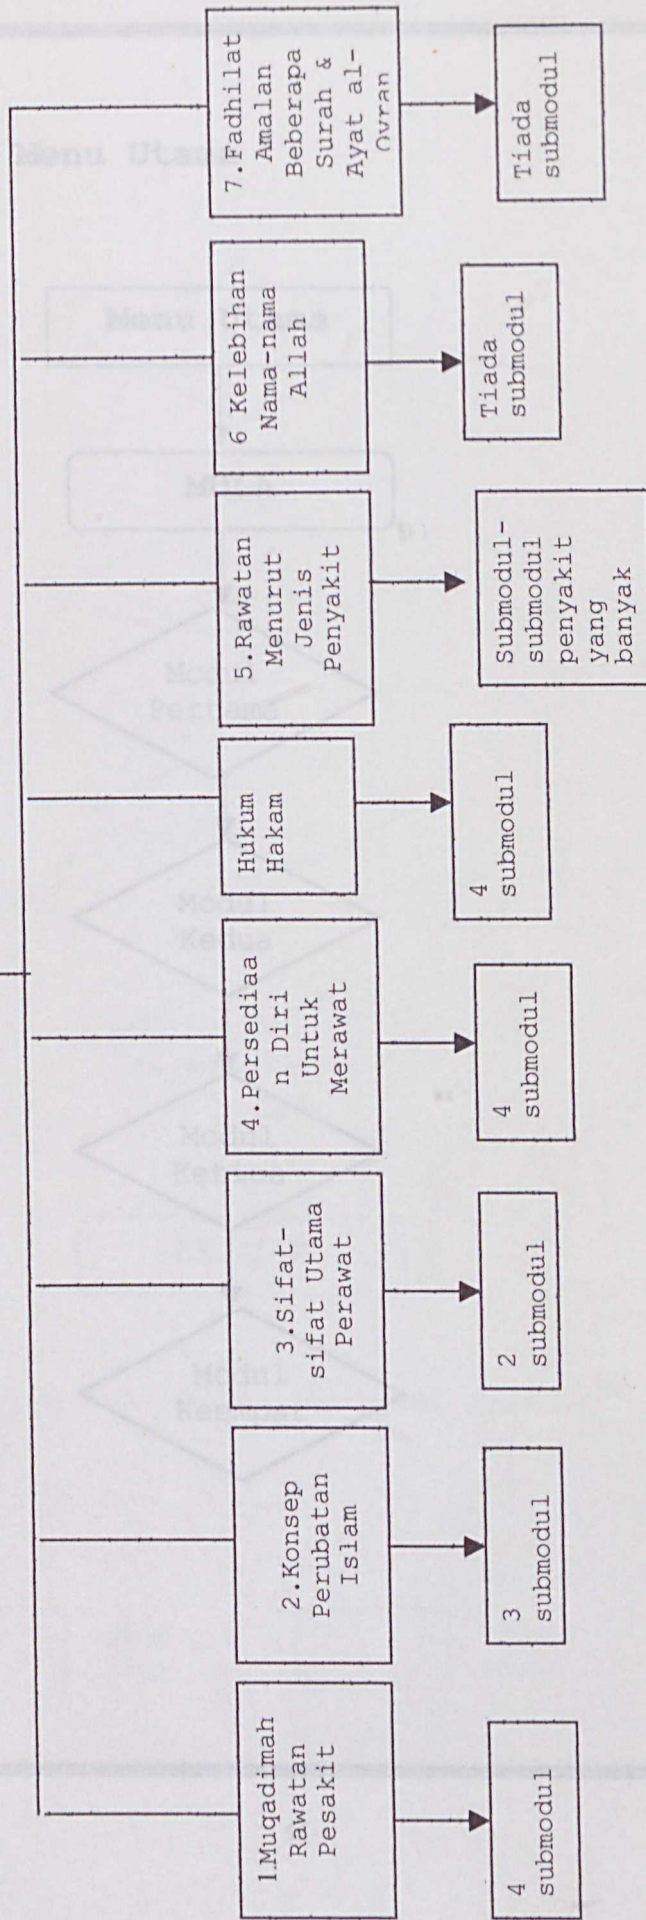 1.Muqadimah
Rawatan
Pesakit
4
submodul
2.Konsep
Perubatan
Islam
3
submodul
3.Sifat-
sifat Utama
Perawat
2
submodul
4.Persediaa
n Diri
Untuk
Merawat
4
submodul
Hukum
Hakam
4
submodul
5.Rawatan
Menurut
Jenis
Penyakit
Submodul-
submodul
penyakit
yang
banyak
6 Kelebihan
Nama-nama
Allah
Tiada
submodul
7.Fadhilat
Amalan
Beberapa
Surah &
Ayat al-
Qvran
Tiada
submodul
Menu Utama
Menu Utama
MULA
Modul
Pertama
Modul
Kedua
Modul
Ketiga
Modul
Keempat